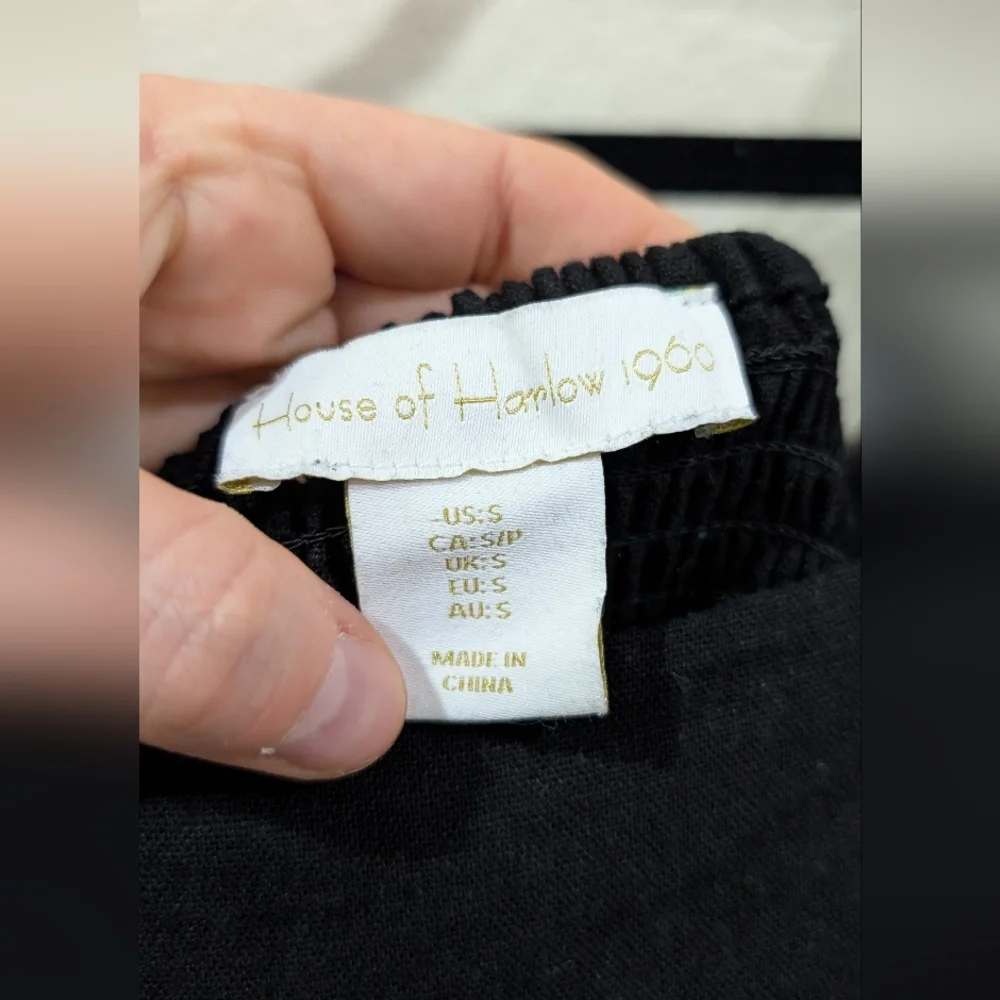 House of Harlow 1960
US: S
CA: S/P
UK: S
EU: S
AU: S
MADE IN
CHINA